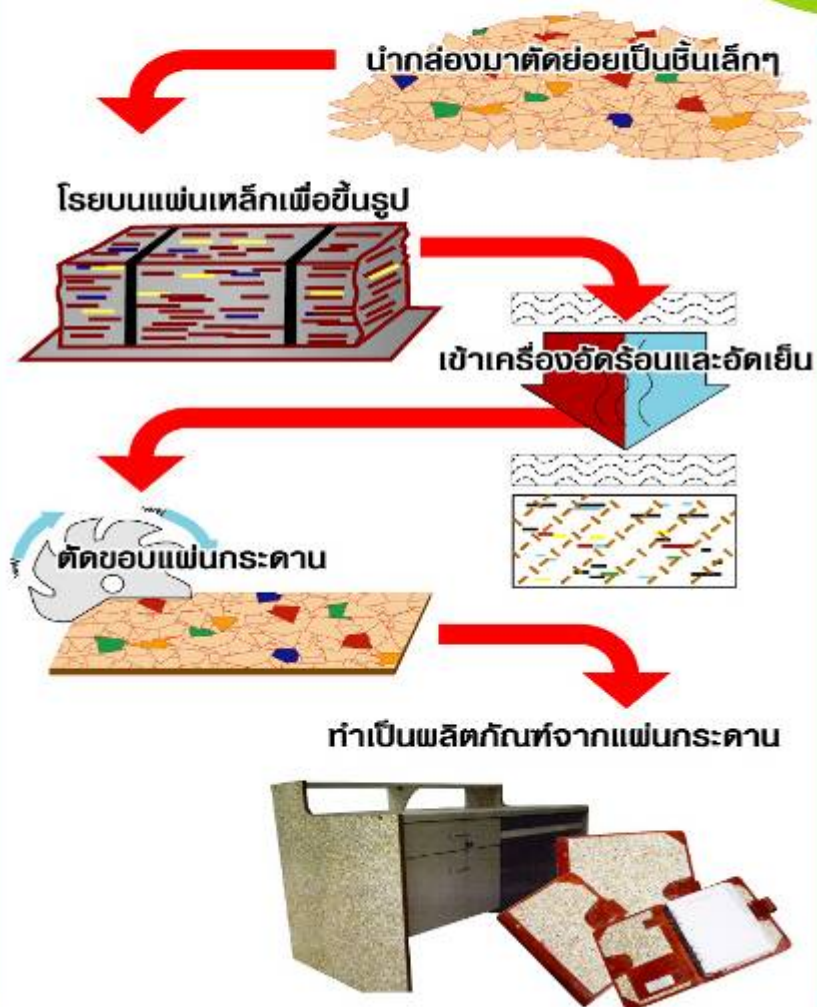 นำกล่องมาตัดย่อยเป็นชิ้นเล็กๆ
โรยบนแผ่นเหล็กเพื่อขึ้นรูป
เข้าเครื่องอัดร้อนและอัดเย็น
ตัดขอบแผ่นกระดาน
ทำเป็นผลิตภัณฑ์จากแผ่นกระดาน